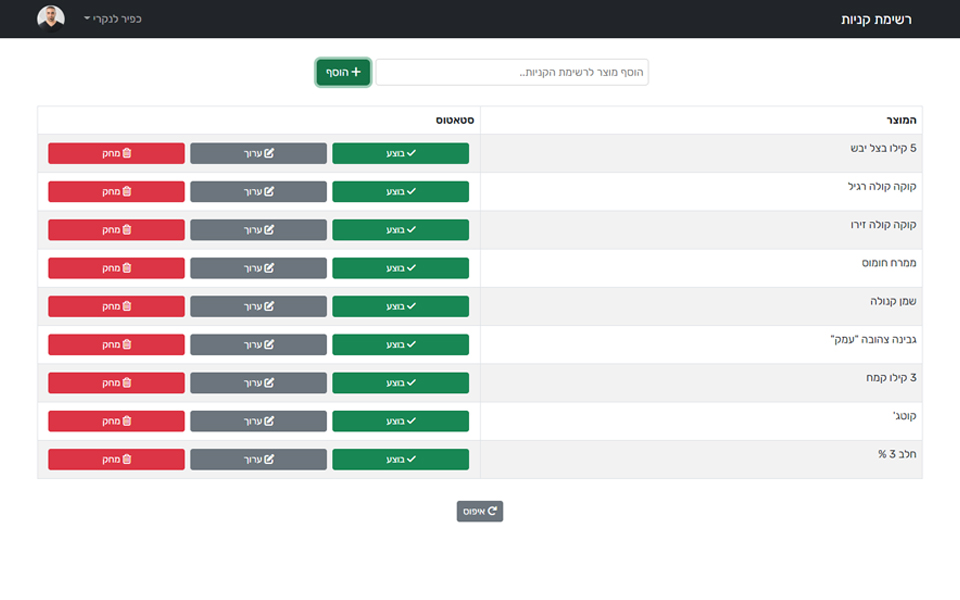 רשימת קניות
כפיר לנקרי
הוסף מוצר לרשימת הקניות..
הוסף
המוצר סטאטוס
5 קילו בצל יבש בוצע ערוך מחק
קוקה קולה רגיל בוצע ערוך מחק
קוקה קולה זירו בוצע ערוך מחק
ממרח חומוס בוצע ערוך מחק
שמן קנולה בוצע ערוך מחק
גבינה צהובה "עמק" בוצע ערוך מחק
3 קילו קמח בוצע ערוך מחק
קוטג' בוצע ערוך מחק
חלב 3 % בוצע ערוך מחק
איפוס